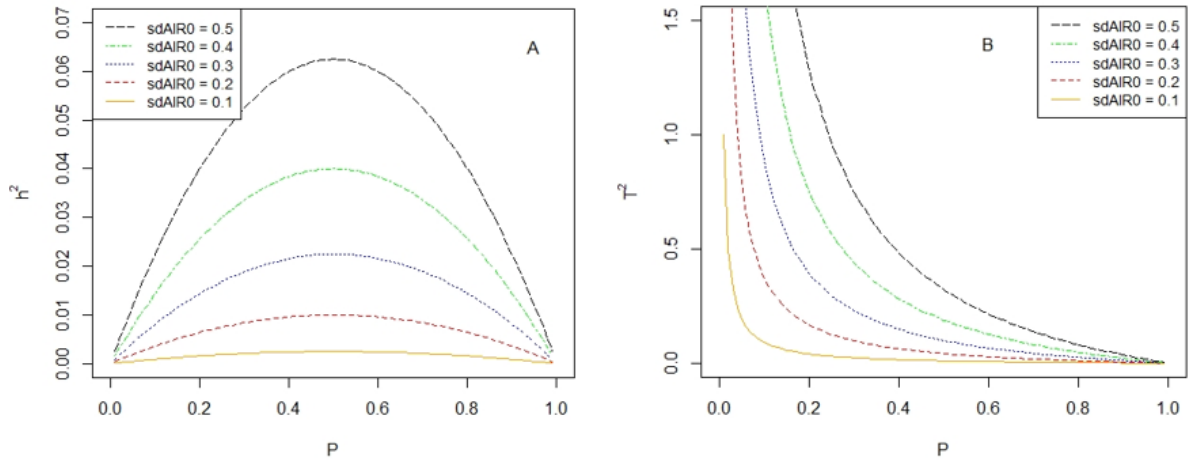 sdAIR0 = 0.5
sdAIR0 = 0.4
sdAIR0 = 0.3
sdAIR0 = 0.2
sdAIR0 = 0.1
A
0.07
0.06
0.05
0.04
0.03
0.02
0.01
0.00
h²
0.0 0.2 0.4 0.6 0.8 1.0
P
sdAIR0 = 0.5
sdAIR0 = 0.4
sdAIR0 = 0.3
sdAIR0 = 0.2
sdAIR0 = 0.1
B
1.5
1.0
0.5
0.0
T²
0.0 0.2 0.4 0.6 0.8 1.0
P